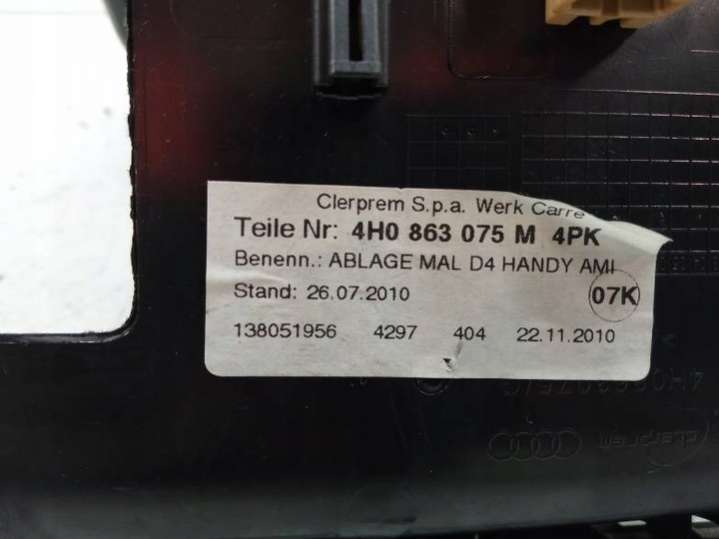 Clerprem S.p.a. Werk Carre
Teile Nr: 4H0 863 075 M 4PK
Benenn.: ABLAGE MAL D4 HANDY AMI
Stand: 26.07.2010
07K
138051956 4297 404 22.11.2010
clerprem